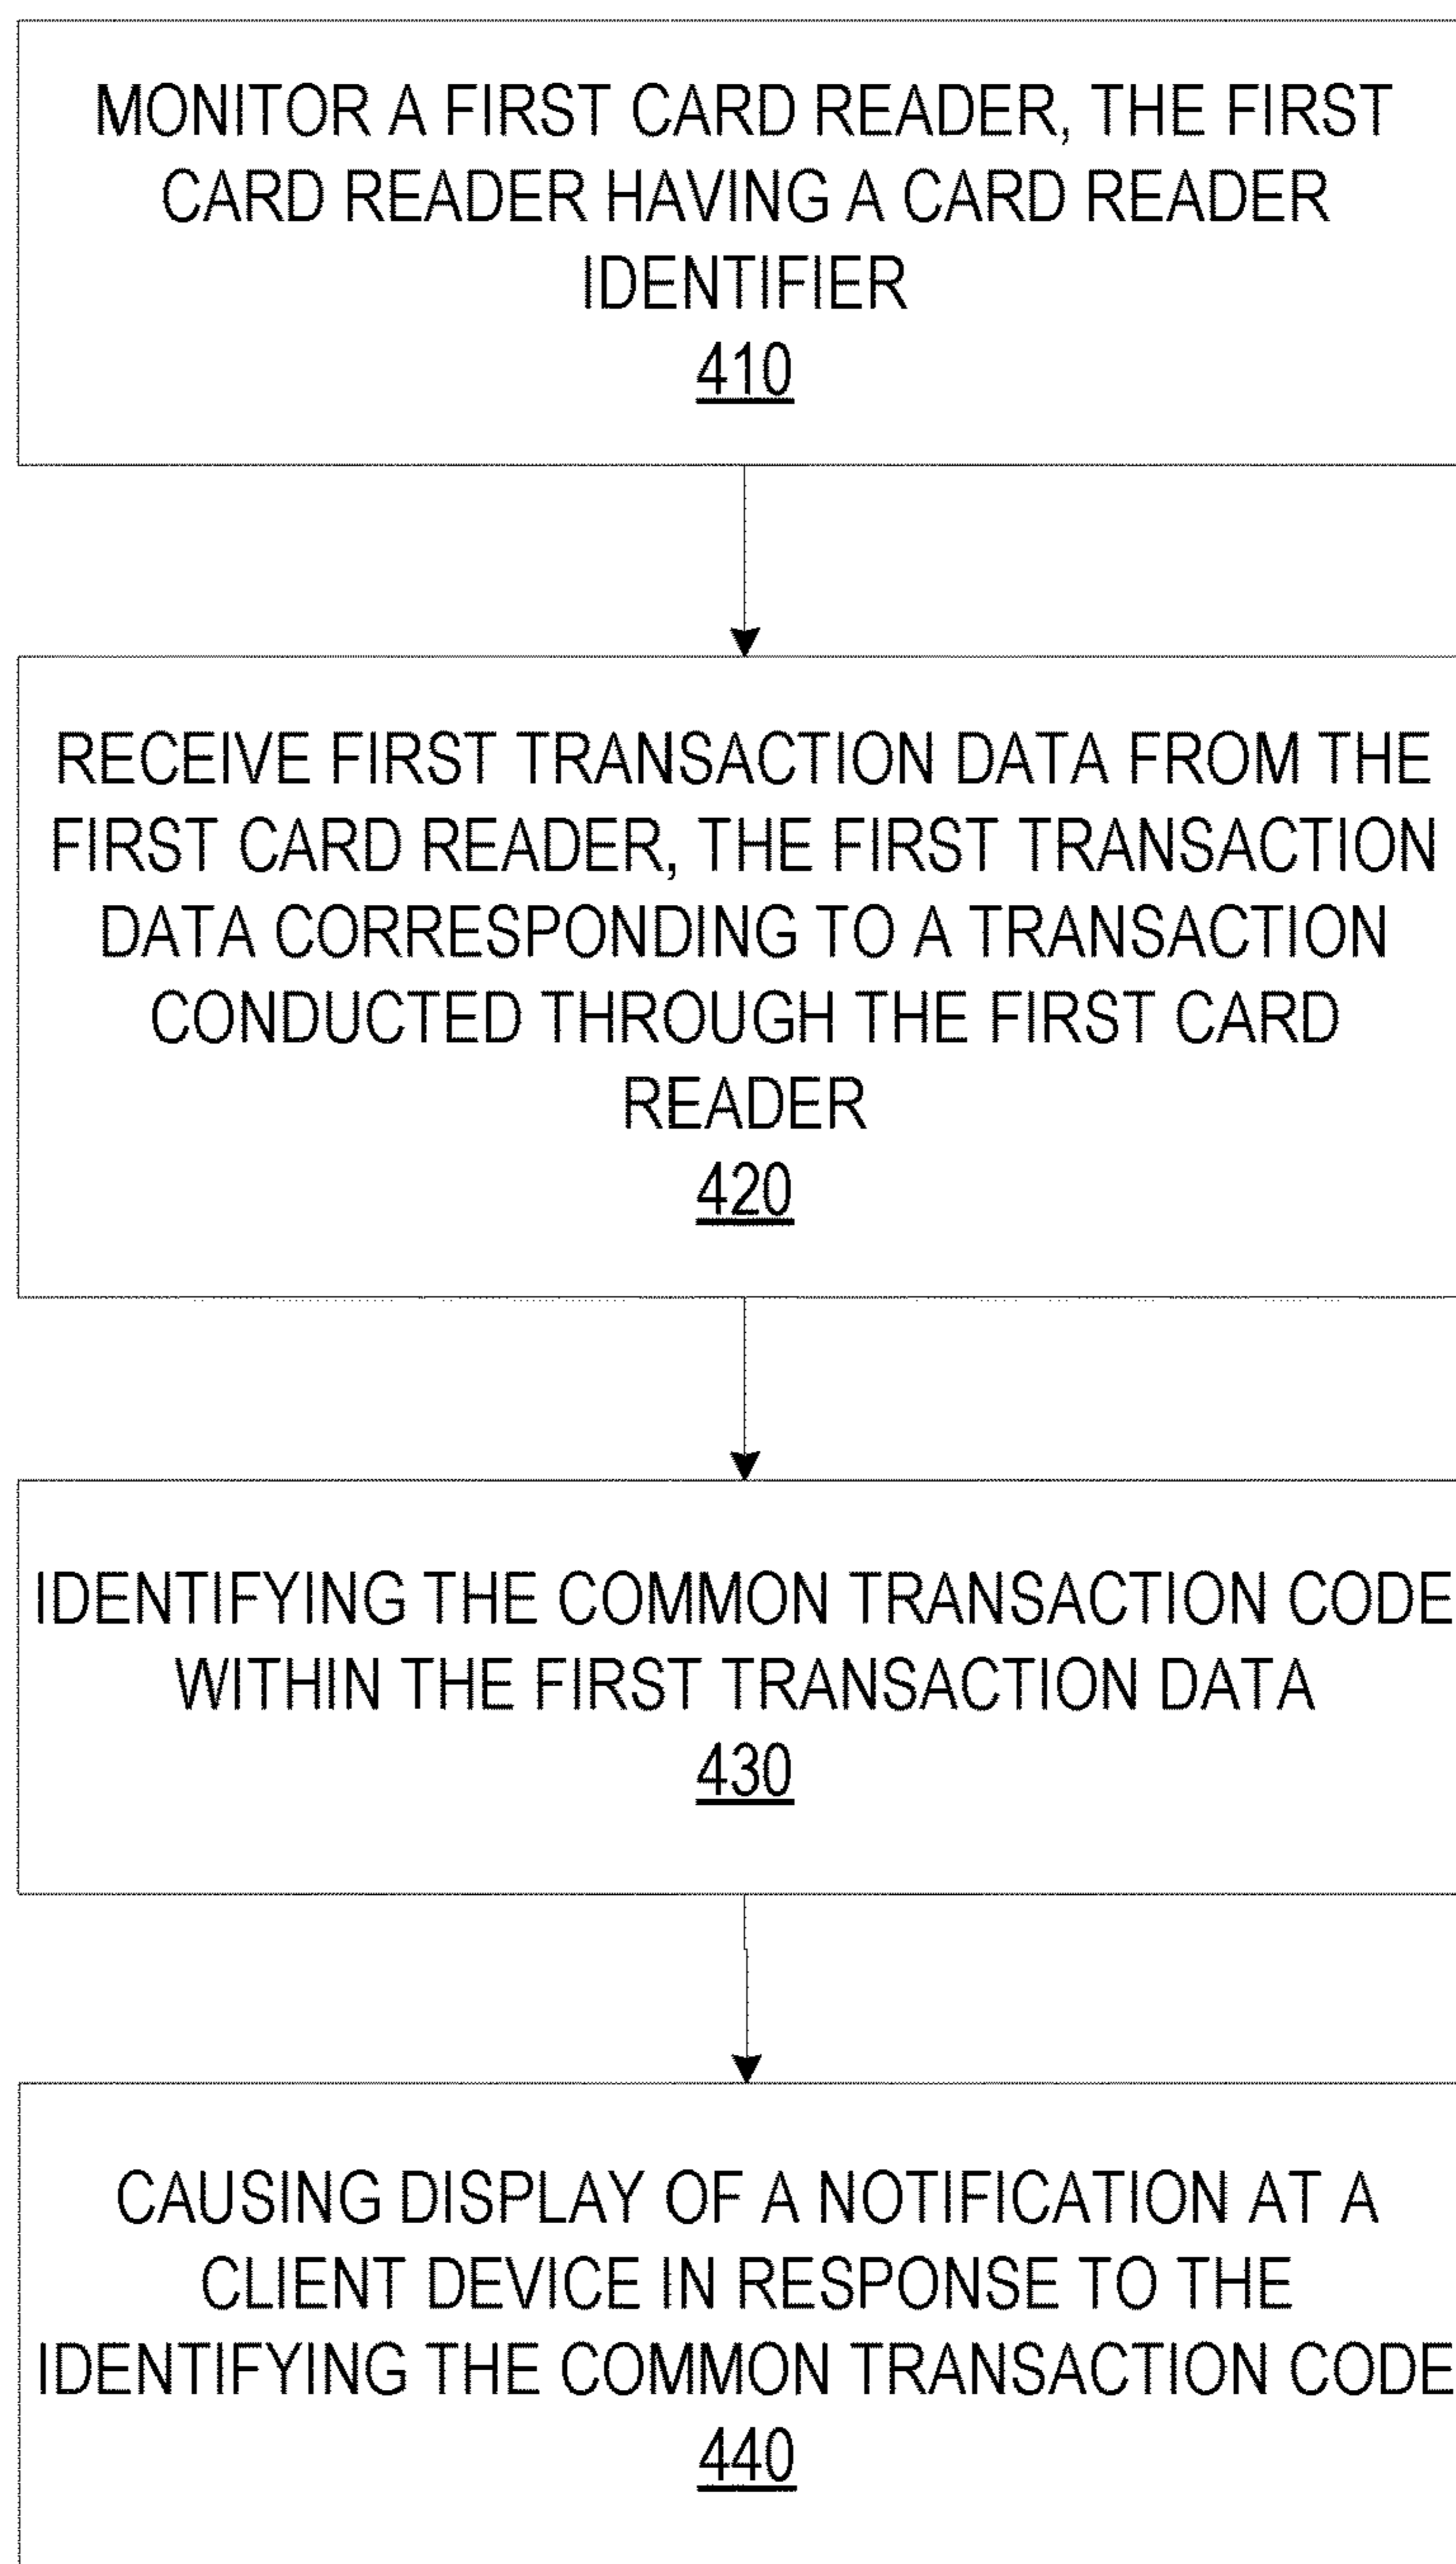 MONITOR A FIRST CARD READER, THE FIRST
CARD READER HAVING A CARD READER
IDENTIFIER
410
RECEIVE FIRST TRANSACTION DATA FROM THE
FIRST CARD READER, THE FIRST TRANSACTION
DATA CORRESPONDING TO A TRANSACTION
CONDUCTED THROUGH THE FIRST CARD
READER
420
IDENTIFYING THE COMMON TRANSACTION CODE
WITHIN THE FIRST TRANSACTION DATA
430
CAUSING DISPLAY OF A NOTIFICATION AT A
CLIENT DEVICE IN RESPONSE TO THE
IDENTIFYING THE COMMON TRANSACTION CODE
440